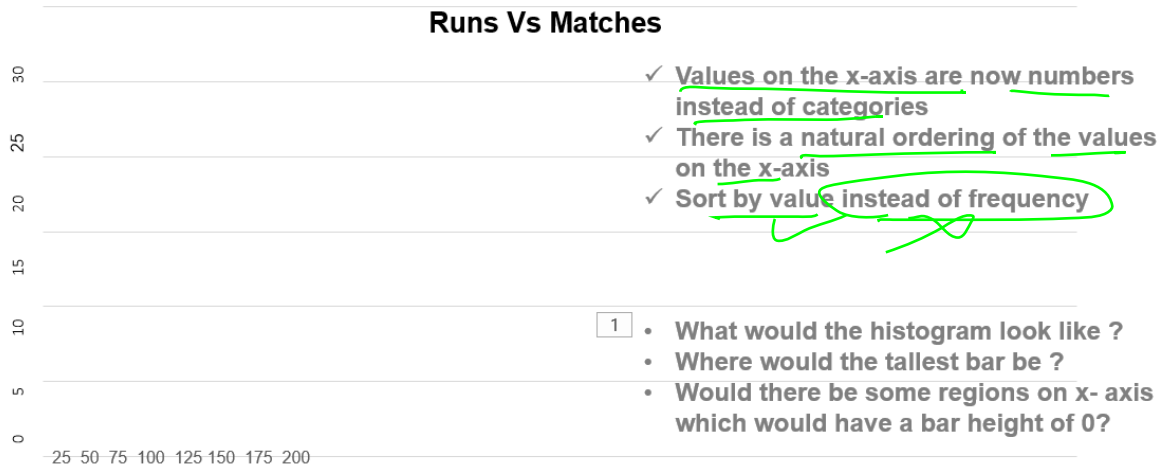 Runs Vs Matches
✓ Values on the x-axis are now numbers
instead of categories
✓ There is a natural ordering of the values
on the x-axis
✓ Sort by value instead of frequency
30
25
20
15
10
5
0
1
• What would the histogram look like ?
• Where would the tallest bar be ?
• Would there be some regions on x- axis
which would have a bar height of 0?
25 50 75 100 125 150 175 200